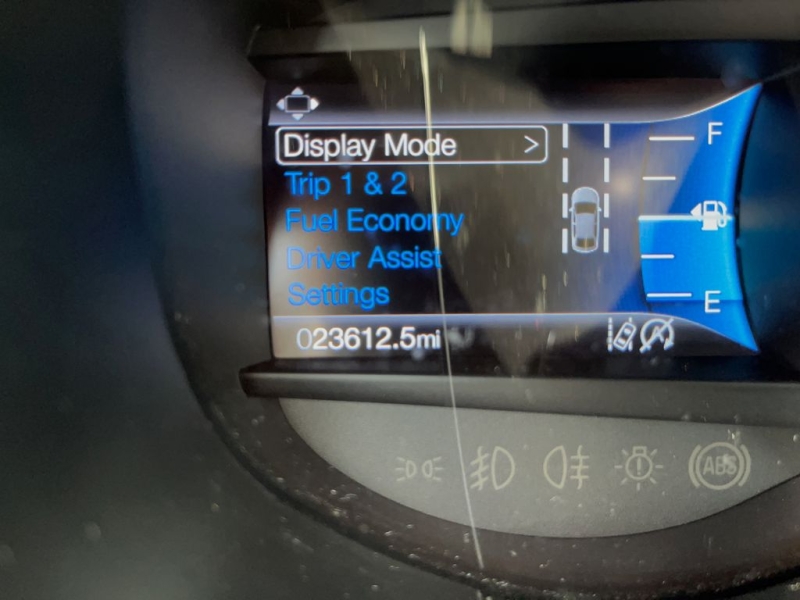 Display Mode >
Trip 1 & 2
Fuel Economy
Driver Assist
Settings
023612.5mi
F
E
ABS